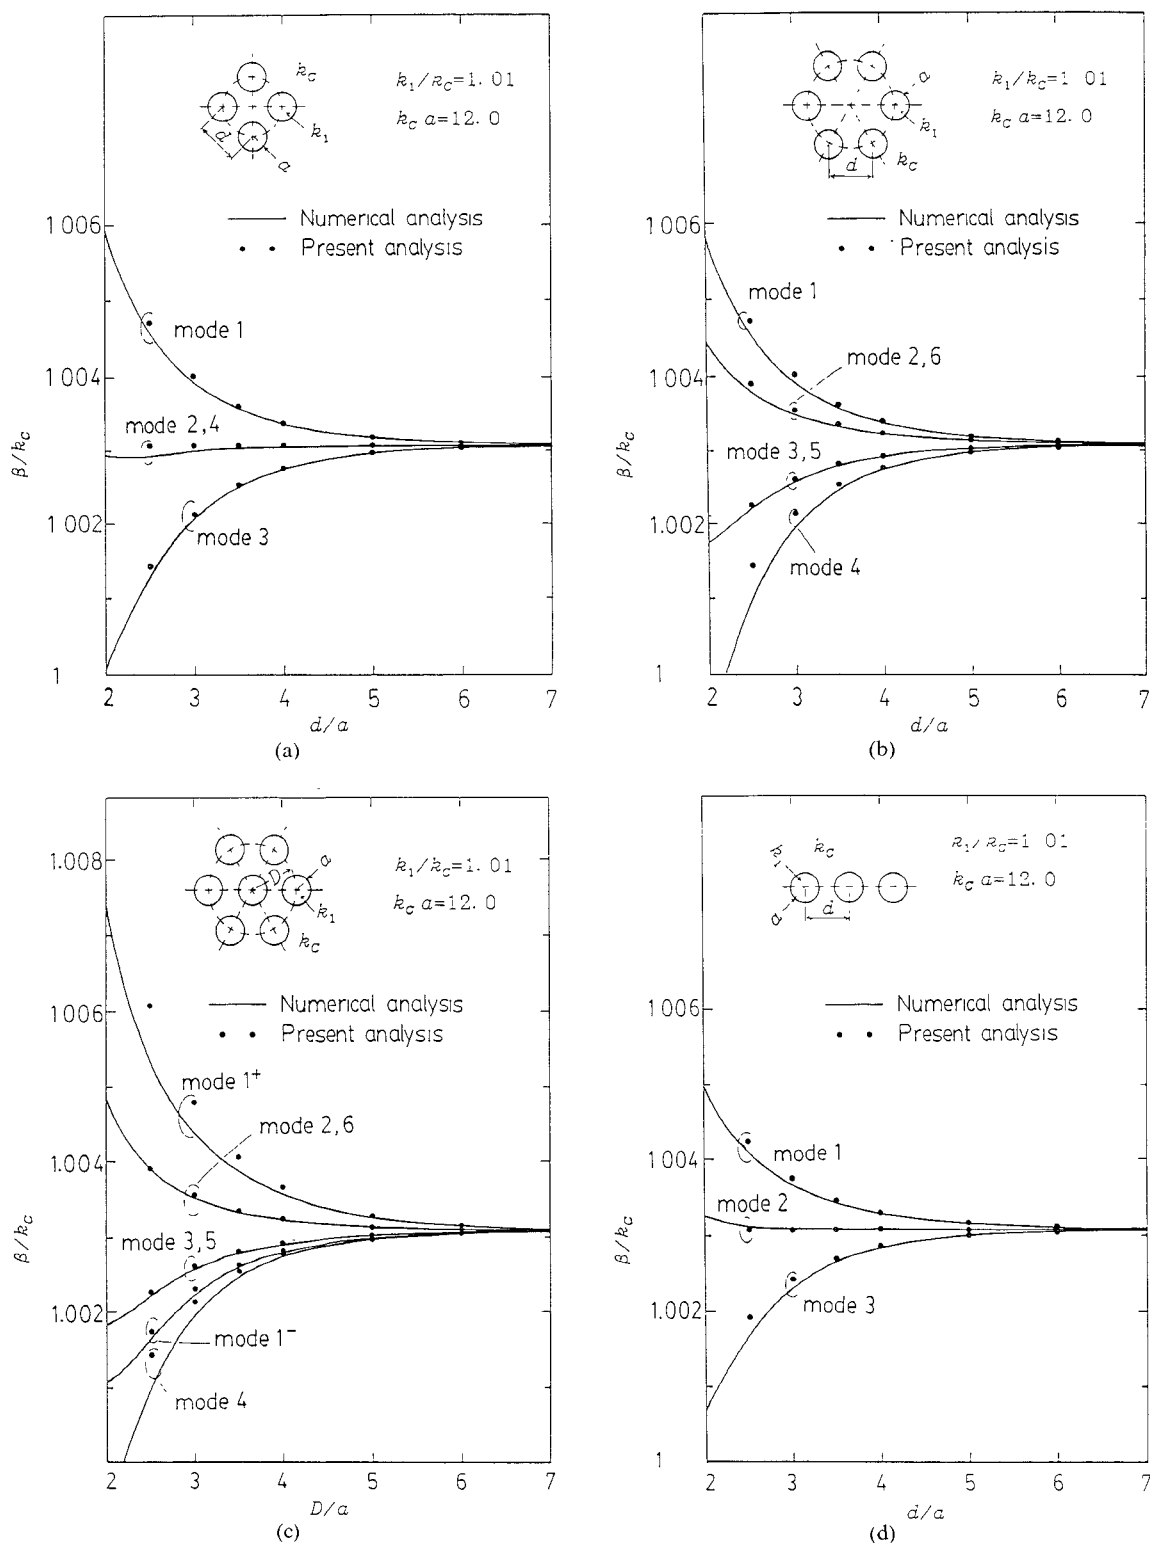 k_c
k_1/k_c=1.01
k_c a=12.0
k_1
d
a
Numerical analysis
Present analysis
1 006
mode 1
1 004
mode 2,4
β/k_c
1 002
mode 3
1
2 3 4 5 6 7
d/a
(a)
a
k_1/k_c=1 01
k_c a=12.0
k_1
k_c
d
Numerical analysis
Present analysis
1 006
mode 1
mode 2,6
1 004
mode 3,5
β/k_c
1.002
mode 4
1
2 3 4 5 6 7
d/a
(b)
1.008
a
D
k_1/k_c=1. 01
k_c a=12.0
k_1
k_c
Numerical analysis
Present analysis
1 006
mode 1+
mode 2,6
1.004
β/k_c
mode 3,5
1.002
mode 1-
mode 4
2 3 4 5 6 7
D/a
(c)
k_c
k_1/k_c=1 01
k_c a=12.0
a
d
Numerical analysis
Present analysis
1 006
1 004
mode 1
mode 2
β/k_c
mode 3
1 002
1
2 3 4 5 6 7
d/a
(d)